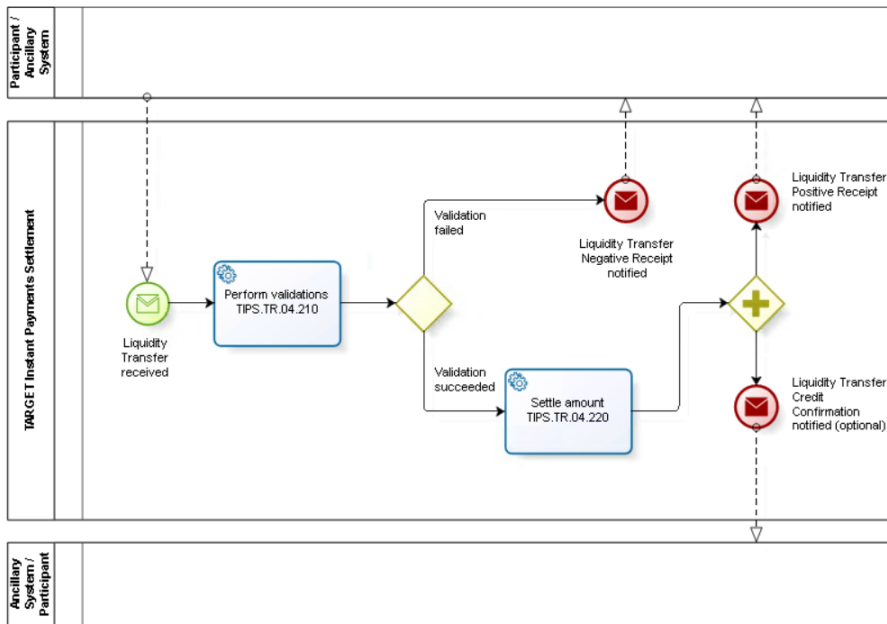 Participant /
Ancillary
System
TARGET Instant Payments Settlement
Liquidity
Transfer
received
Perform validations
TIPS.TR.04.210
Validation
failed
Liquidity Transfer
Negative Receipt
notified
Validation
succeeded
Settle amount
TIPS.TR.04.220
Liquidity Transfer
Positive Receipt
notified
Liquidity Transfer
Credit
Confirmation
notified (optional)
Ancillary
System /
Participant